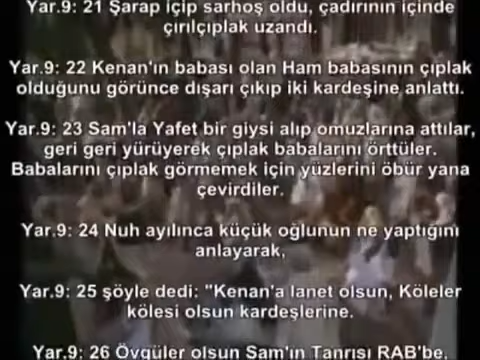 Yar.9: 21 Şarap içip sarhoş oldu, çadırının içinde
çırılçıplak uzandı.
Yar.9: 22 Kenan'ın babası olan Ham babasının çıplak
olduğunu görünce dışarı çıkıp iki kardeşine anlattı.
Yar.9: 23 Sam'la Yafet bir giysi alıp omuzlarına attılar,
geri geri yürüyerek çıplak babalarını örttüler.
Babalarını çıplak görmemek için yüzlerini öbür yana
çevirdiler.
Yar.9: 24 Nuh ayılınca küçük oğlunun ne yaptığını
anlayarak,
Yar.9: 25 şöyle dedi: "Kenan'a lanet olsun, Köleler
kölesi olsun kardeşlerine.
Yar.9: 26 Övgüler olsun Sam'ın Tanrısı RAB'be,